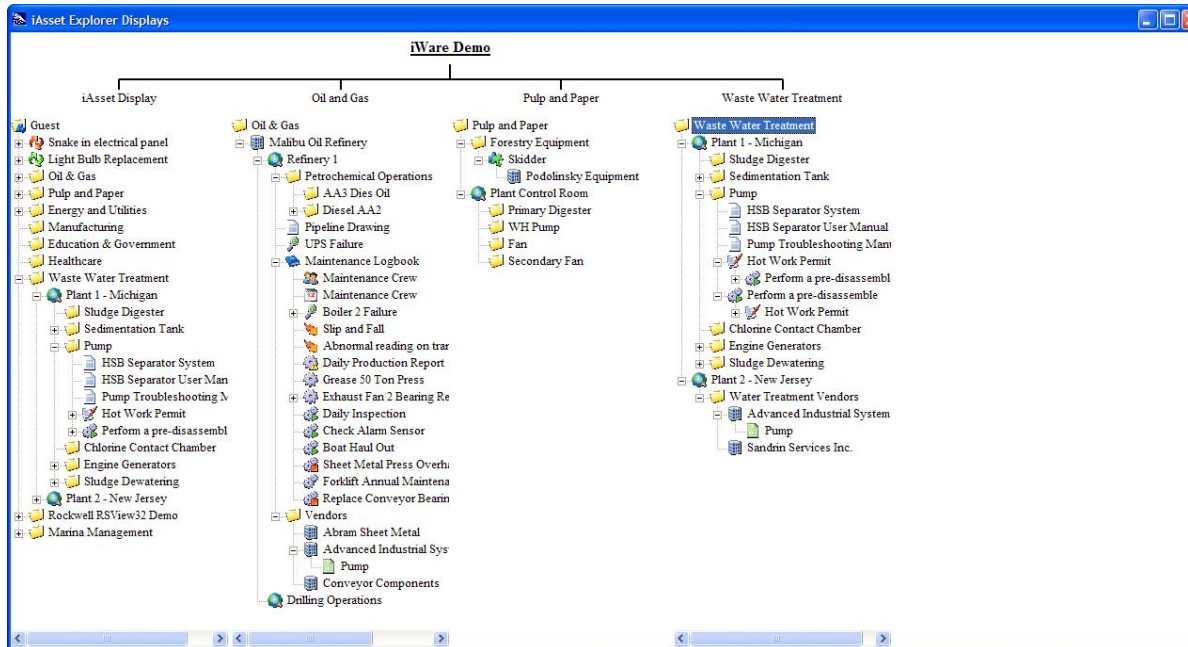 iAsset Explorer Displays
iWare Demo
iAsset Display
Oil and Gas
Pulp and Paper
Waste Water Treatment
Guest
Snake in electrical panel
Light Bulb Replacement
Oil & Gas
Pulp and Paper
Energy and Utilities
Manufacturing
Education & Government
Healthcare
Waste Water Treatment
Plant 1 - Michigan
Sludge Digester
Sedimentation Tank
Pump
HSB Separator System
HSB Separator User Man
Pump Troubleshooting M
Hot Work Permit
Perform a pre-disassembl
Chlorine Contact Chamber
Engine Generators
Sludge Dewatering
Plant 2 - New Jersey
Rockwell RSView32 Demo
Marina Management
Oil & Gas
Malibu Oil Refinery
Refinery 1
Petrochemical Operations
AA3 Dies Oil
Diesel AA2
Pipeline Drawing
UPS Failure
Maintenance Logbook
Maintenance Crew
Maintenance Crew
Boiler 2 Failure
Slip and Fall
Abnormal reading on tran
Daily Production Report
Grease 50 Ton Press
Exhaust Fan 2 Bearing Re
Daily Inspection
Check Alarm Sensor
Boat Haul Out
Sheet Metal Press Overha
Forklift Annual Maintena
Replace Conveyor Bearin
Vendors
Abram Sheet Metal
Advanced Industrial Sys
Pump
Conveyor Components
Drilling Operations
Pulp and Paper
Forestry Equipment
Skidder
Podolinsky Equipment
Plant Control Room
Primary Digester
WH Pump
Fan
Secondary Fan
Waste Water Treatment
Plant 1 - Michigan
Sludge Digester
Sedimentation Tank
Pump
HSB Separator System
HSB Separator User Manual
Pump Troubleshooting Manu
Hot Work Permit
Perform a pre-disassembl
Perform a pre-disassemble
Hot Work Permit
Chlorine Contact Chamber
Engine Generators
Sludge Dewatering
Plant 2 - New Jersey
Water Treatment Vendors
Advanced Industrial System
Pump
Sandrin Services Inc.